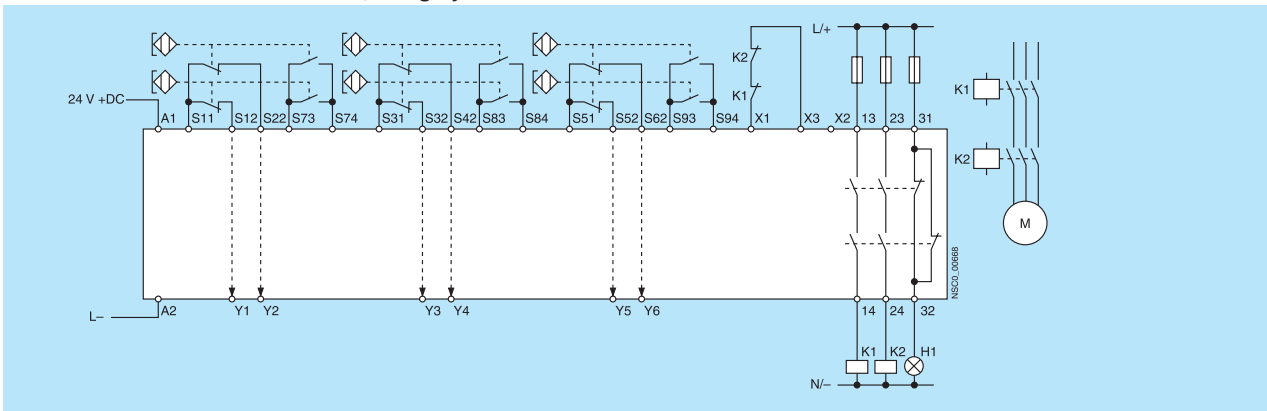 L/+
K2
K1
24 V +DC
A1 S11 S12 S22 S73 S74 S31 S32 S42 S83 S84 S51 S52 S62 S93 S94 X1 X3 X2 13 23 31
K1
K2
M
NSC0_00668
L–
A2 Y1 Y2 Y3 Y4 Y5 Y6 14 24 32
K1 K2 H1
N/–